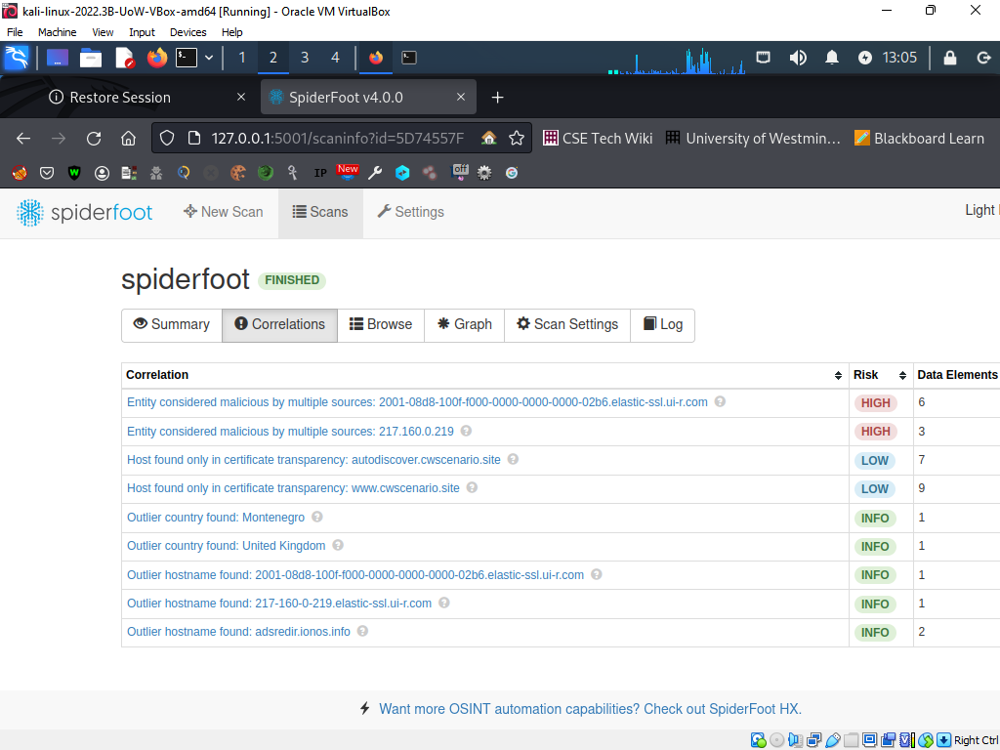 kali-linux-2022.3B-UoW-VBox-amd64 [Running] - Oracle VM VirtualBox
File Machine View Input Devices Help
1 2 3 4 13:05
Restore Session SpiderFoot v4.0.0
127.0.0.1:5001/scaninfo?id=5D74557F CSE Tech Wiki University of Westmin… Blackboard Learn
W IP New off G
spiderfoot New Scan Scans Settings Light
spiderfoot FINISHED
Summary Correlations Browse Graph Scan Settings Log
Correlation Risk Data Elements
Entity considered malicious by multiple sources: 2001-08d8-100f-f000-0000-0000-0000-02b6.elastic-ssl.ui-r.com HIGH 6
Entity considered malicious by multiple sources: 217.160.0.219 HIGH 3
Host found only in certificate transparency: autodiscover.cwscenario.site LOW 7
Host found only in certificate transparency: www.cwscenario.site LOW 9
Outlier country found: Montenegro INFO 1
Outlier country found: United Kingdom INFO 1
Outlier hostname found: 2001-08d8-100f-f000-0000-0000-0000-02b6.elastic-ssl.ui-r.com INFO 1
Outlier hostname found: 217-160-0-219.elastic-ssl.ui-r.com INFO 1
Outlier hostname found: adsredir.ionos.info INFO 2
Want more OSINT automation capabilities? Check out SpiderFoot HX.
Right Ctrl